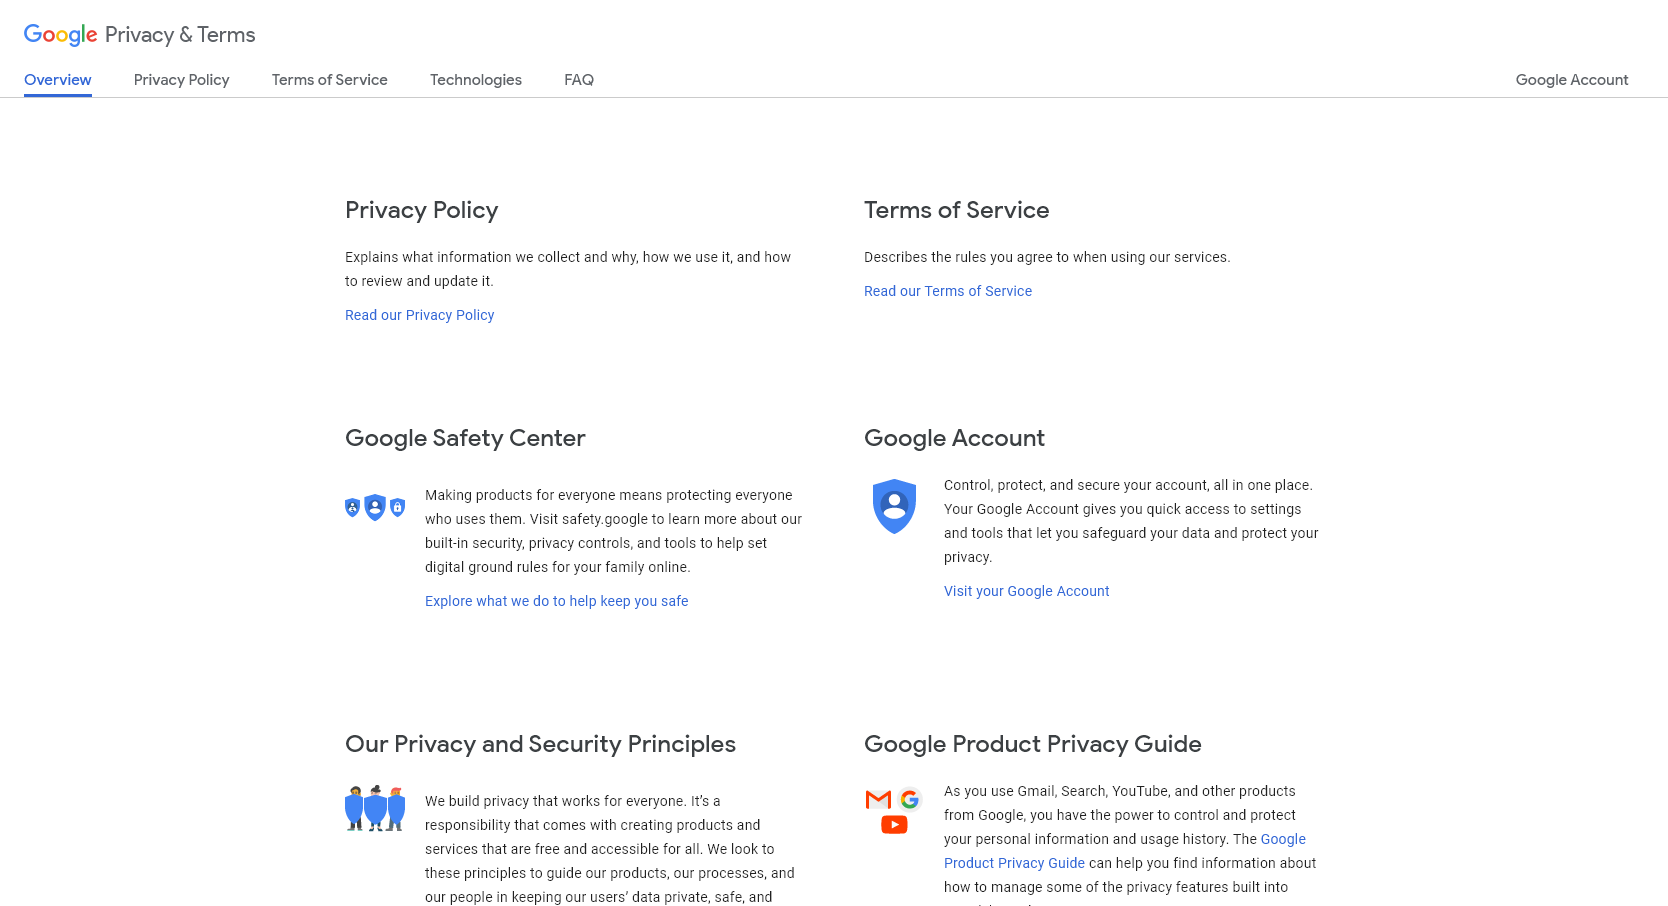 Google Privacy & Terms
Overview
Privacy Policy
Terms of Service
Technologies
FAQ
Google Account
Privacy Policy
Explains what information we collect and why, how we use it, and how
to review and update it.
Read our Privacy Policy
Terms of Service
Describes the rules you agree to when using our services.
Read our Terms of Service
Google Safety Center
Making products for everyone means protecting everyone
who uses them. Visit safety.google to learn more about our
built-in security, privacy controls, and tools to help set
digital ground rules for your family online.
Explore what we do to help keep you safe
Google Account
Control, protect, and secure your account, all in one place.
Your Google Account gives you quick access to settings
and tools that let you safeguard your data and protect your
privacy.
Visit your Google Account
Our Privacy and Security Principles
We build privacy that works for everyone. It’s a
responsibility that comes with creating products and
services that are free and accessible for all. We look to
these principles to guide our products, our processes, and
our people in keeping our users’ data private, safe, and
Google Product Privacy Guide
As you use Gmail, Search, YouTube, and other products
from Google, you have the power to control and protect
your personal information and usage history. The Google
Product Privacy Guide can help you find information about
how to manage some of the privacy features built into